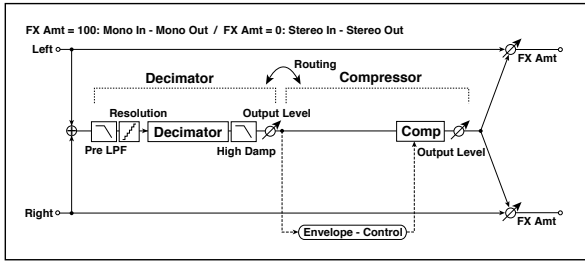 FX Amt = 100: Mono In - Mono Out / FX Amt = 0: Stereo In - Stereo Out
Left
FX Amt
Routing
Decimator
Compressor
Resolution
Output Level
Decimator
Comp
Pre LPF
High Damp
Output Level
Right
FX Amt
Envelope - Control